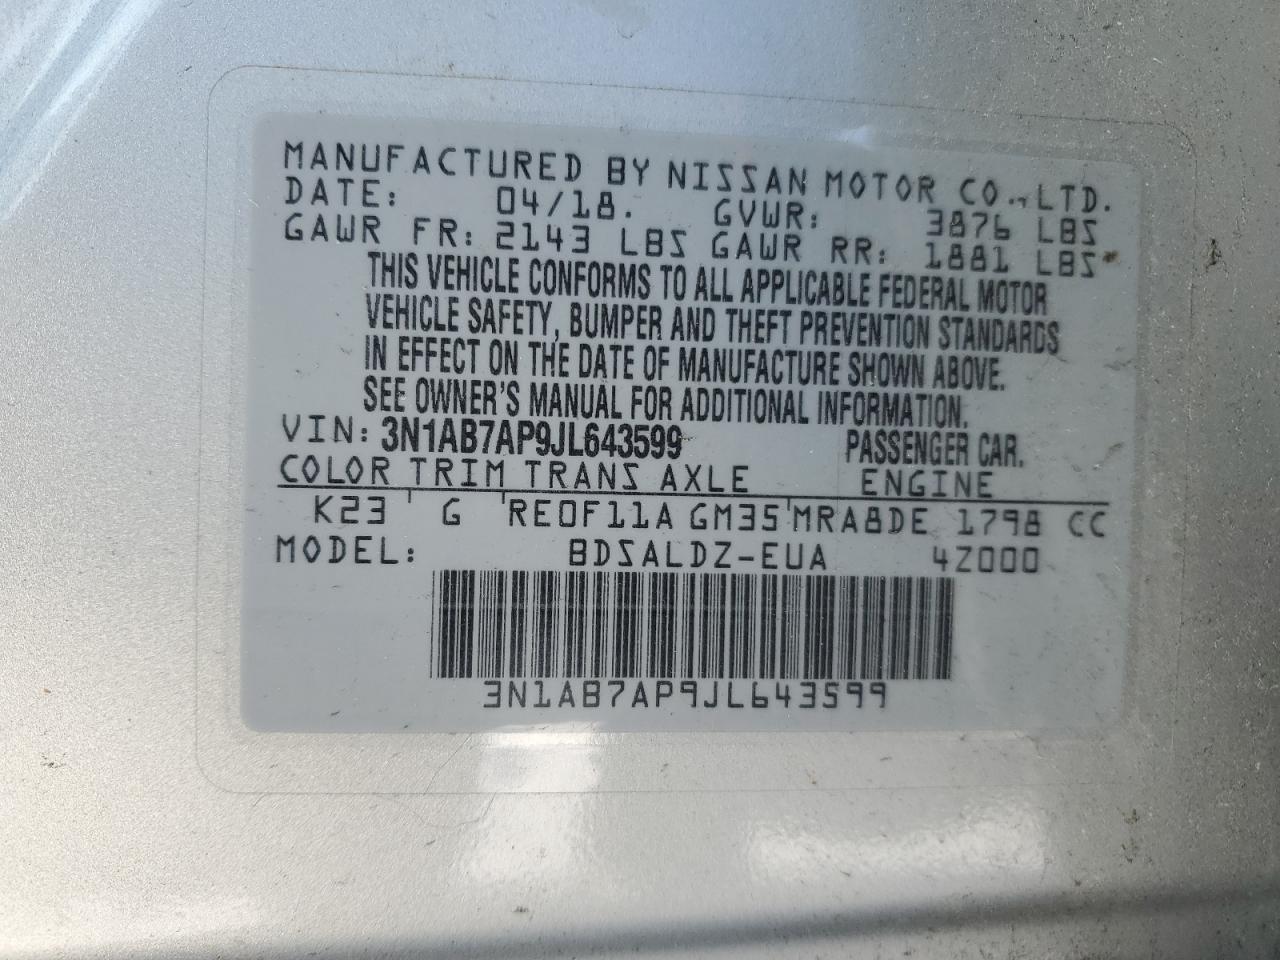 MANUFACTURED BY NISSAN MOTOR CO., LTD.
DATE: 04/18. GVWR: 3876 LBS
GAWR FR: 2143 LBS GAWR RR: 1881 LBS
THIS VEHICLE CONFORMS TO ALL APPLICABLE FEDERAL MOTOR
VEHICLE SAFETY, BUMPER AND THEFT PREVENTION STANDARDS
IN EFFECT ON THE DATE OF MANUFACTURE SHOWN ABOVE.
SEE OWNER'S MANUAL FOR ADDITIONAL INFORMATION.
VIN: 3N1AB7AP9JL643599 PASSENGER CAR.
COLOR TRIM TRANS AXLE ENGINE
K23 G RE0F11A GM35 MRA8DE 1798 CC
MODEL: BDSALDZ-EUA 4Z000
3N1AB7AP9JL643599